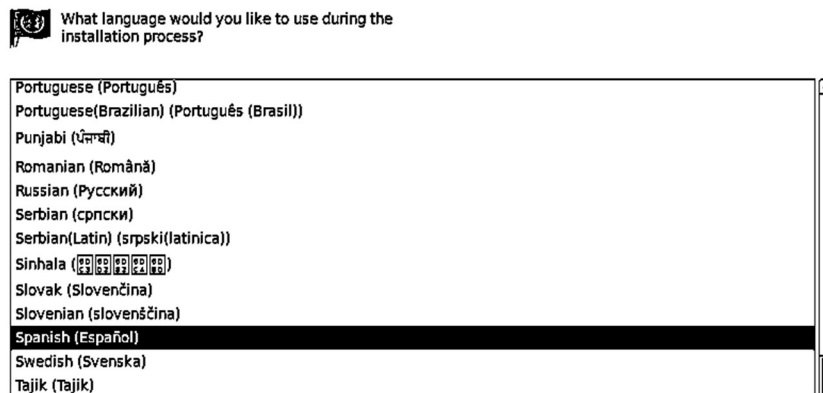 What language would you like to use during the
installation process?
Portuguese (Português)
Portuguese(Brazilian) (Português (Brasil))
Punjabi (ਪੰਜਾਬੀ)
Romanian (Română)
Russian (Русский)
Serbian (српски)
Serbian(Latin) (srpski(latinica))
Sinhala ()
Slovak (Slovenčina)
Slovenian (slovenščina)
Spanish (Español)
Swedish (Svenska)
Tajik (Tajik)